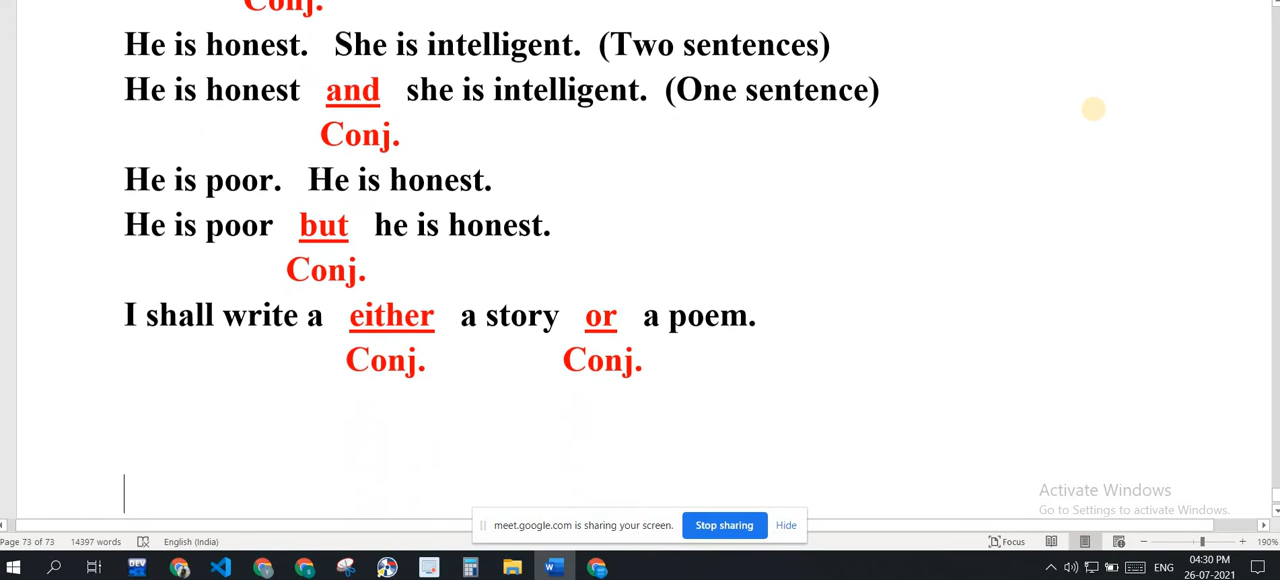 Conj.
He is honest. She is intelligent. (Two sentences)
He is honest and she is intelligent. (One sentence)
Conj.
He is poor. He is honest.
He is poor but he is honest.
Conj.
I shall write a either a story or a poem.
Conj. Conj.
Activate Windows
Go to Settings to activate Windows.
meet.google.com is sharing your screen. Stop sharing Hide
Page 73 of 73 14397 words English (India) Focus 190%
DEV W ENG 04:30 PM
26-07-2021